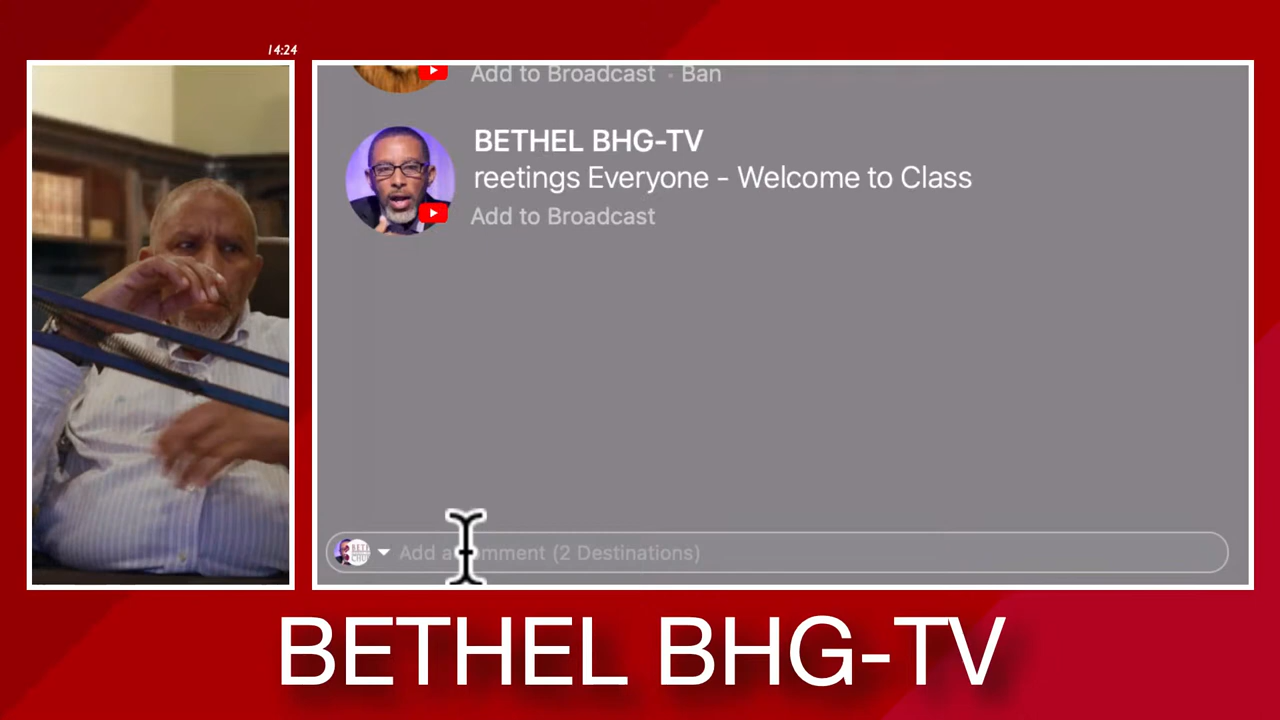 14:24
Add to Broadcast · Ban
BETHEL BHG-TV
reetings Everyone - Welcome to Class
Add to Broadcast
Add a comment (2 Destinations)
BETHEL BHG-TV